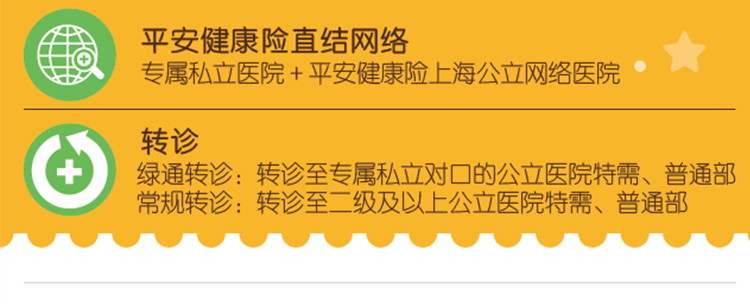 平安健康险直结网络
专属私立医院＋平安健康险上海公立网络医院
转诊
绿通转诊：转诊至专属私立对口的公立医院特需、普通部
常规转诊：转诊至二级及以上公立医院特需、普通部